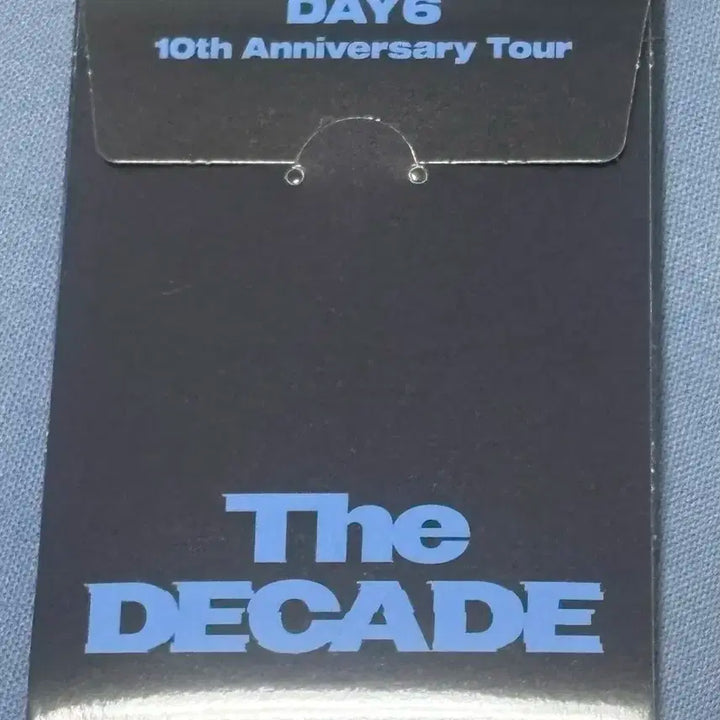 DAY6
10th Anniversary Tour
The
DECADE